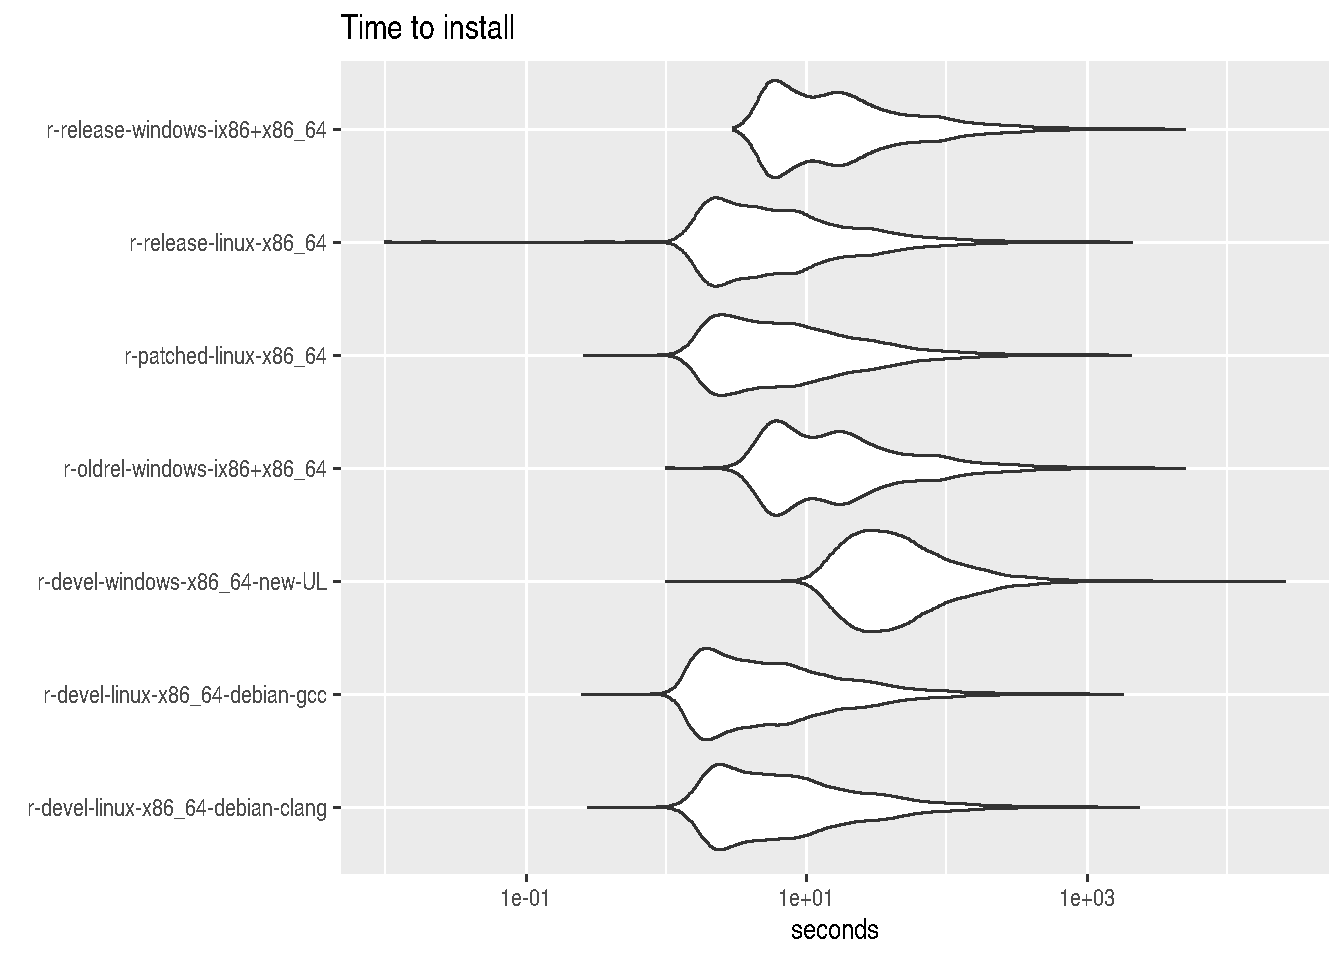 Time to install
r-release-windows-ix86+x86_64
r-release-linux-x86_64
r-patched-linux-x86_64
r-oldrel-windows-ix86+x86_64
r-devel-windows-x86_64-new-UL
r-devel-linux-x86_64-debian-gcc
r-devel-linux-x86_64-debian-clang
1e-01 1e+01 1e+03
seconds